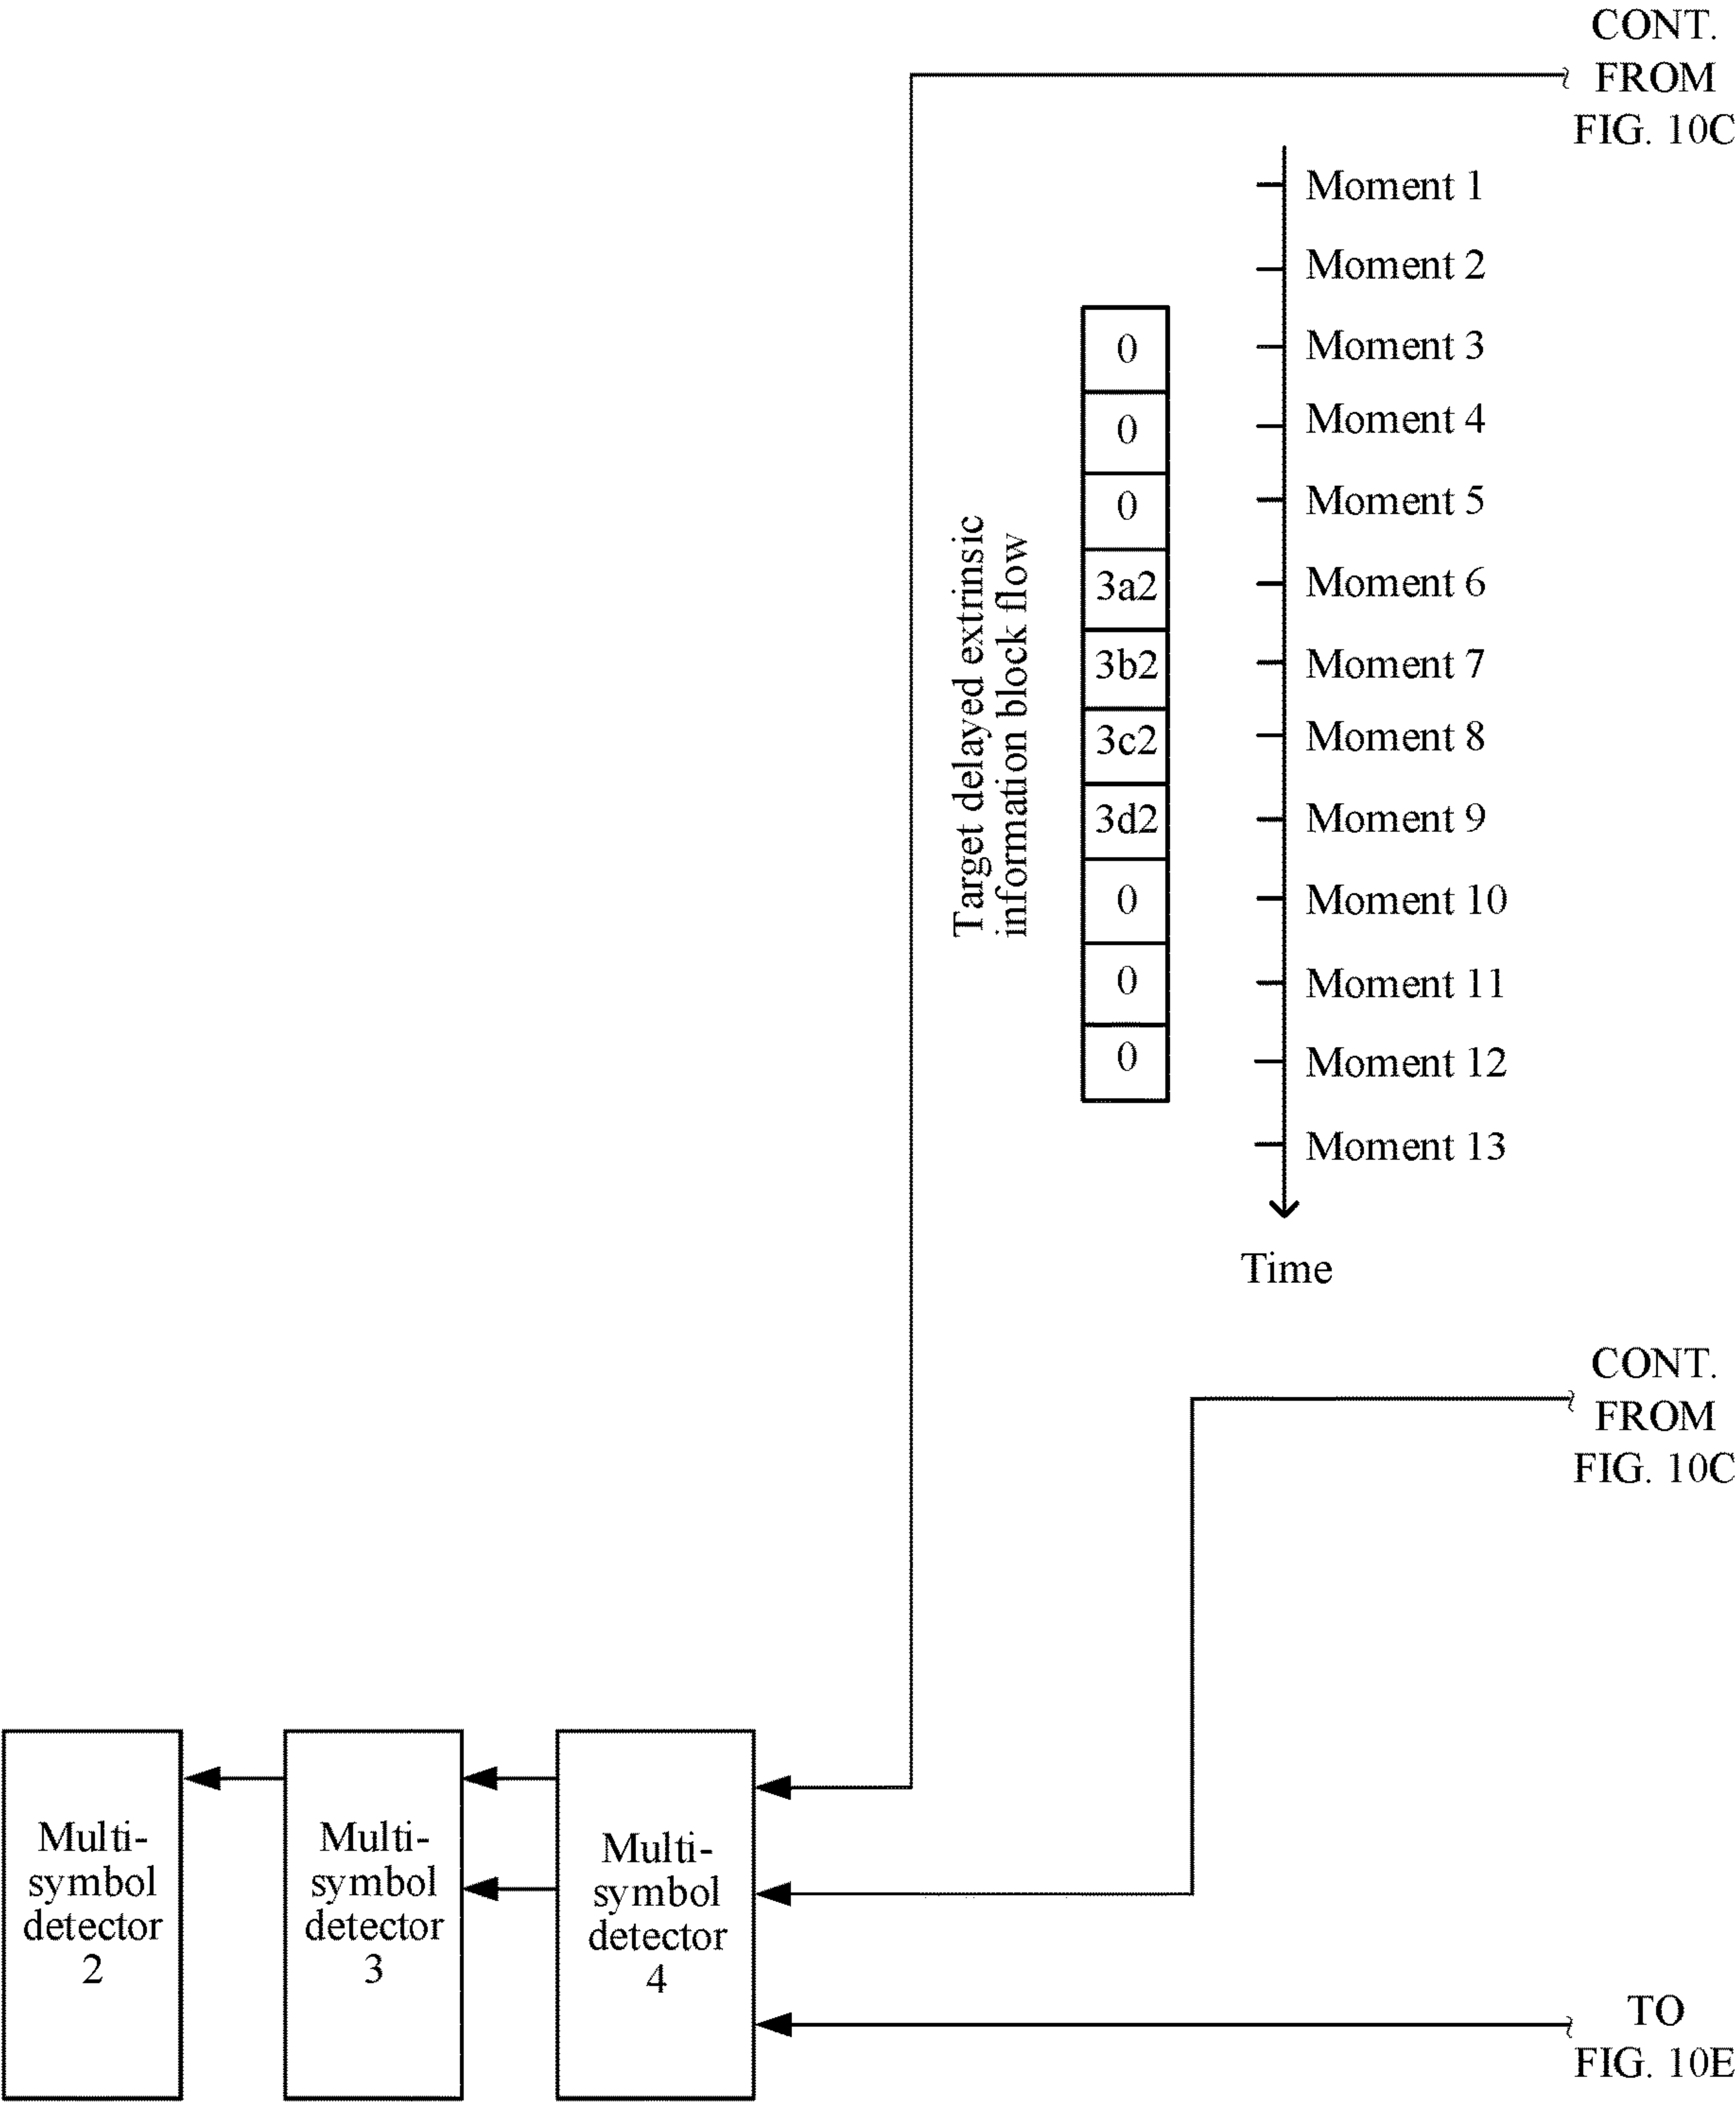 CONT.
FROM
FIG. 10C
Moment 1
Moment 2
0
Moment 3
0
Moment 4
0
Moment 5
3a2
Moment 6
3b2
Moment 7
3c2
Moment 8
3d2
Moment 9
0
Moment 10
0
Moment 11
0
Moment 12
Moment 13
Target delayed extrinsic
information block flow
Time
CONT.
FROM
FIG. 10C
Multi-
symbol
detector
2
Multi-
symbol
detector
3
Multi-
symbol
detector
4
TO
FIG. 10E